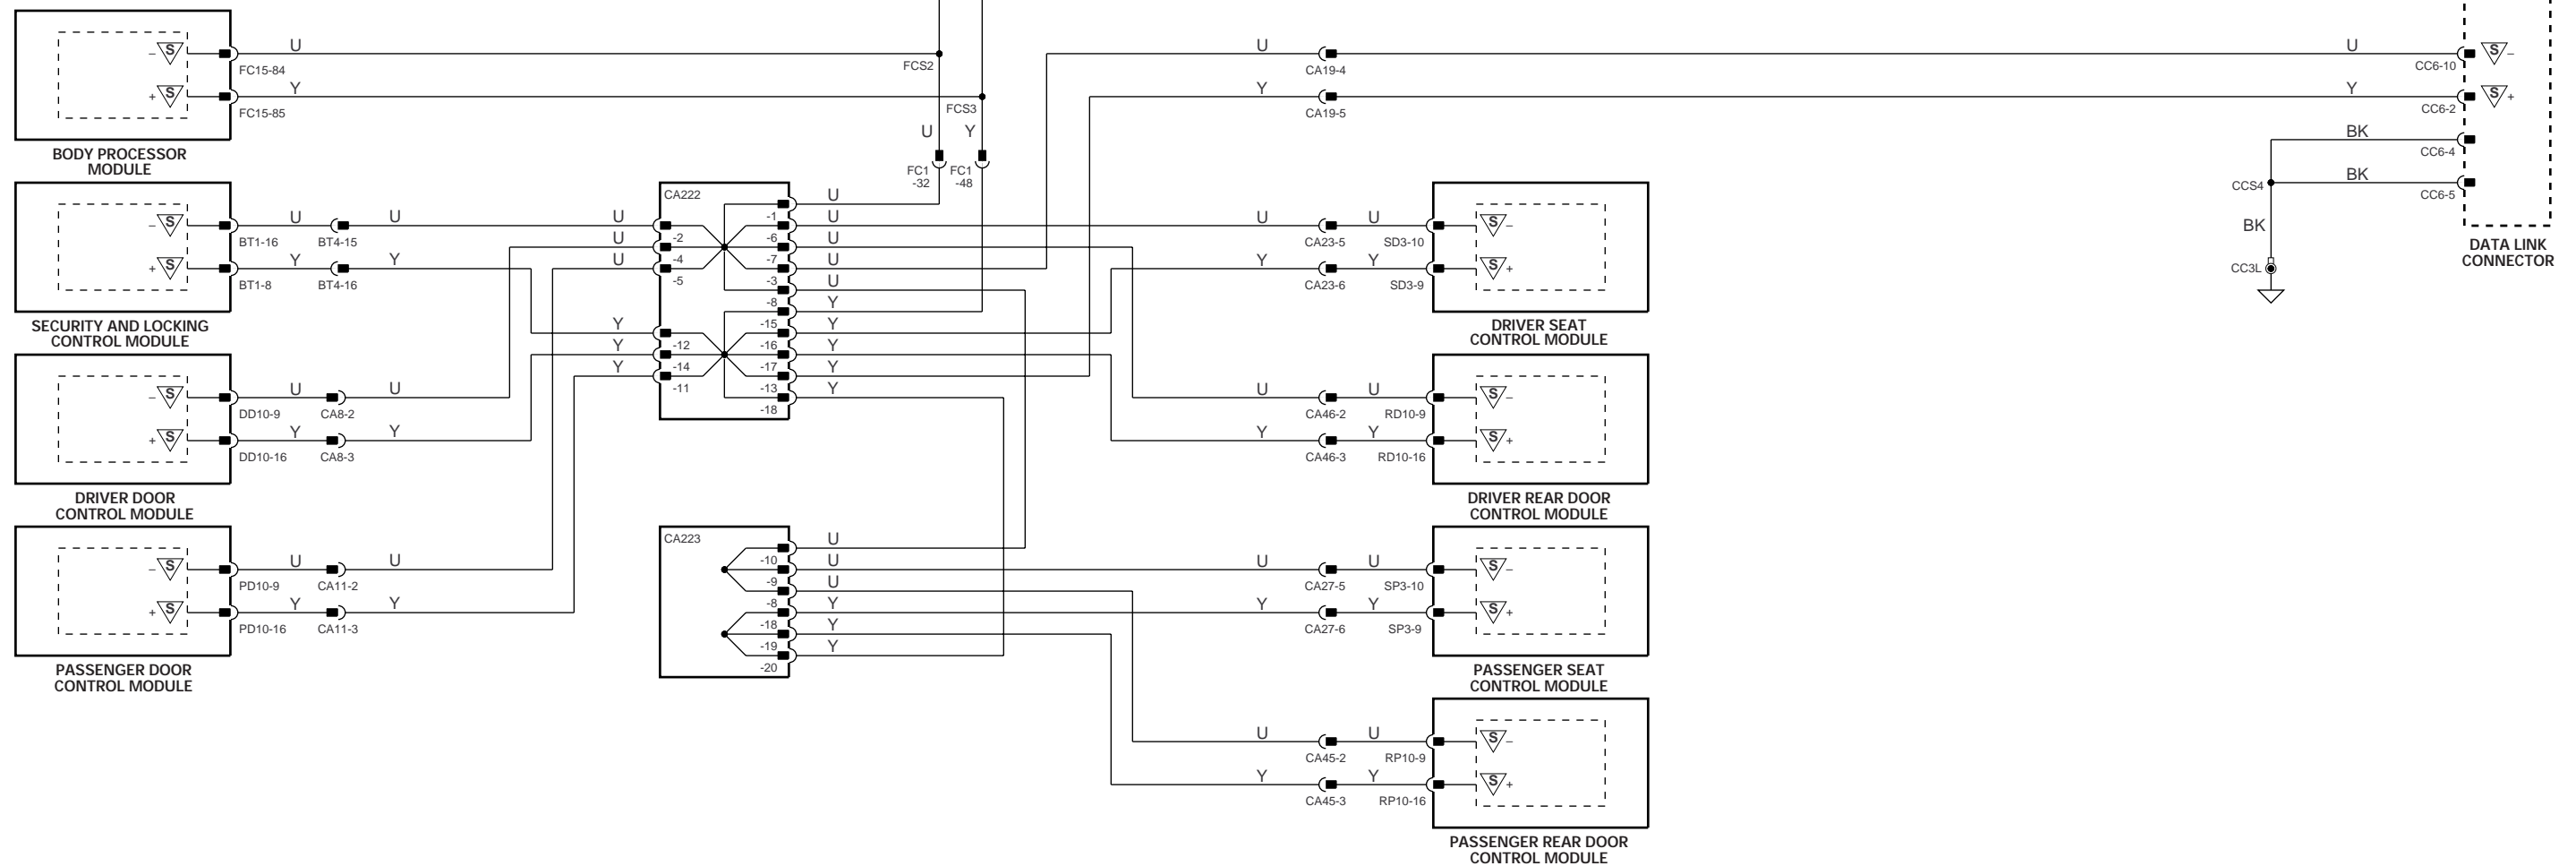 U
– S
FC15-84
Y
+ S
FC15-85
BODY PROCESSOR
MODULE
FCS2
FCS3
U
Y
FC1
-32
FC1
-48
U
CA19-4
Y
CA19-5
U
CC6-10
S –
Y
CC6-2
S +
BK
CC6-4
CCS4
BK
CC6-5
BK
CC3L
DATA LINK
CONNECTOR
– S
U
U
BT1-16
BT4-15
+ S
Y
Y
BT1-8
BT4-16
SECURITY AND LOCKING
CONTROL MODULE
– S
U
U
DD10-9
CA8-2
+ S
Y
Y
DD10-16
CA8-3
DRIVER DOOR
CONTROL MODULE
– S
U
U
PD10-9
CA11-2
+ S
Y
Y
PD10-16
CA11-3
PASSENGER DOOR
CONTROL MODULE
CA222
U
-2
U
-4
U
-5
Y
-12
Y
-14
Y
-11
U
-1
U
-6
U
-7
U
-3
U
-8
Y
-15
Y
-16
Y
-17
Y
-13
Y
-18
CA223
U
-10
U
-9
U
-8
Y
-18
Y
-19
Y
-20
U
U
CA23-5
SD3-10
S –
Y
Y
CA23-6
SD3-9
S +
DRIVER SEAT
CONTROL MODULE
U
U
CA46-2
RD10-9
S –
Y
Y
CA46-3
RD10-16
S +
DRIVER REAR DOOR
CONTROL MODULE
U
U
CA27-5
SP3-10
S –
Y
Y
CA27-6
SP3-9
S +
PASSENGER SEAT
CONTROL MODULE
U
U
CA45-2
RP10-9
S –
Y
Y
CA45-3
RP10-16
S +
PASSENGER REAR DOOR
CONTROL MODULE